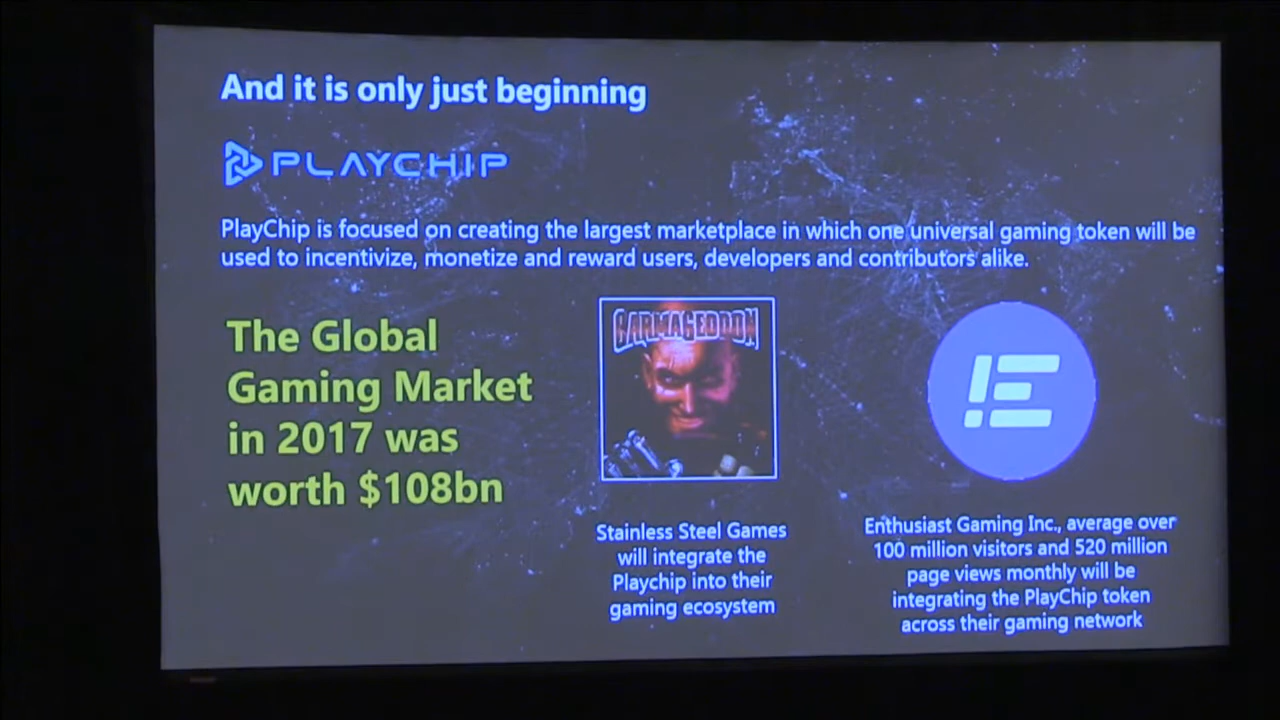 And it is only just beginning
PLAYCHIP
PlayChip is focused on creating the largest marketplace in which one universal gaming token will be
used to incentivize, monetize and reward users, developers and contributors alike.
The Global
Gaming Market
in 2017 was
worth $108bn
CARMAGEDDON
Stainless Steel Games
will integrate the
Playchip into their
gaming ecosystem
E
Enthusiast Gaming Inc., average over
100 million visitors and 520 million
page views monthly will be
integrating the PlayChip token
across their gaming network